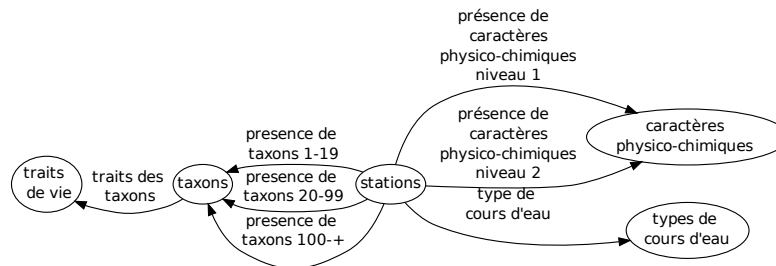 présence de
caractères
physico-chimiques
niveau 1
présence de
caractères
physico-chimiques
niveau 2
type de
cours d'eau
caractères
physico-chimiques
types de
cours d'eau
stations
presence de
taxons 1-19
presence de
taxons 20-99
presence de
taxons 100-+
taxons
traits des
taxons
traits
de vie